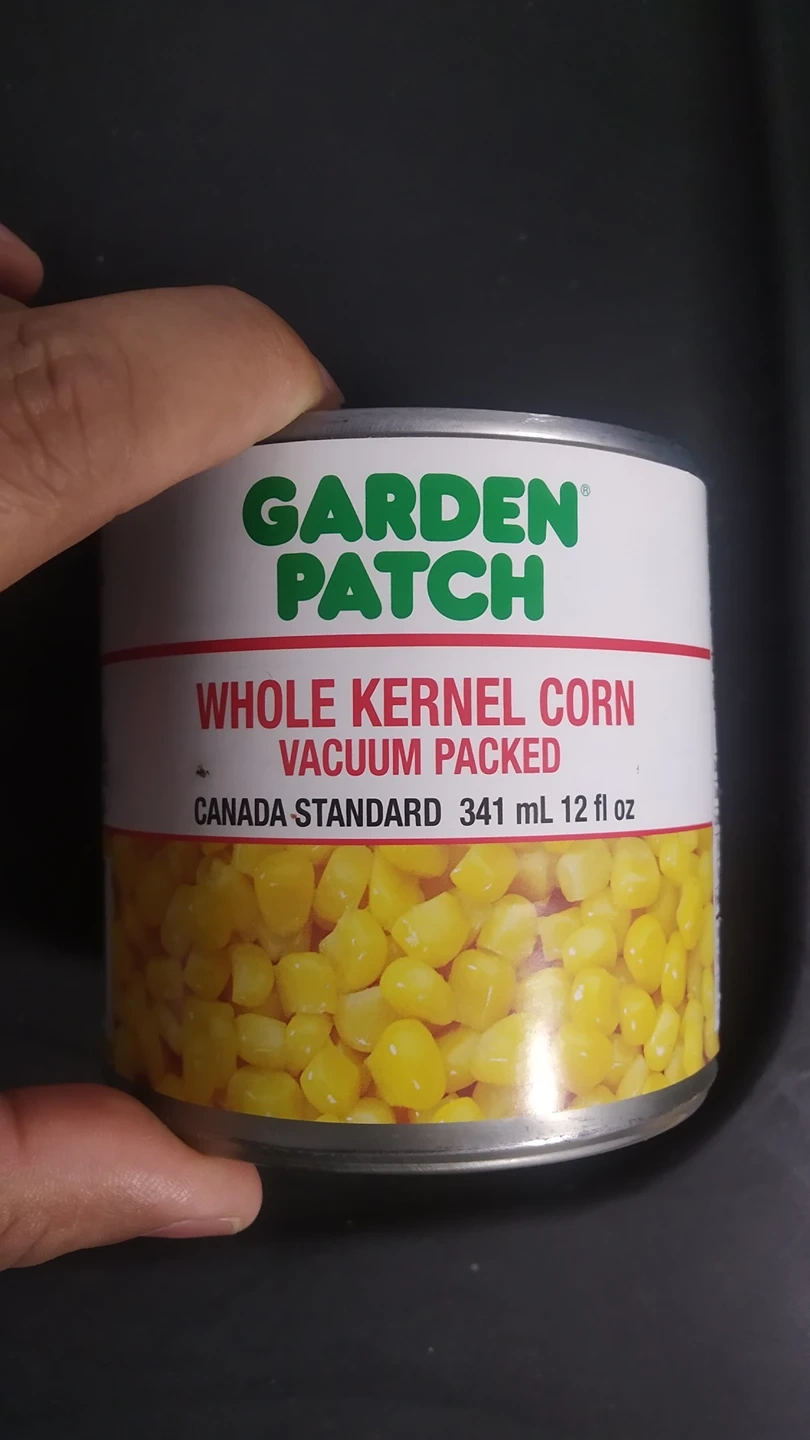 GARDEN®
PATCH
WHOLE KERNEL CORN
VACUUM PACKED
CANADA STANDARD 341 mL 12 fl oz